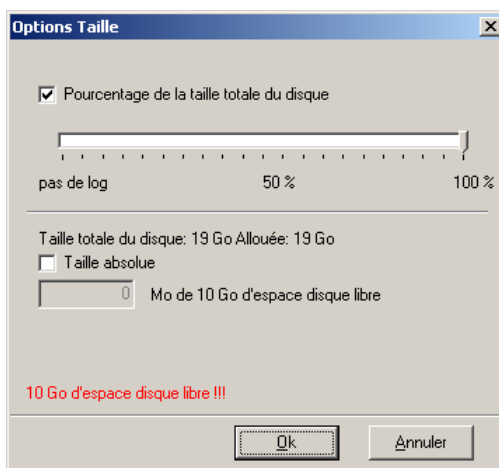 Options Taille
Pourcentage de la taille totale du disque
pas de log 50 % 100 %
Taille totale du disque: 19 Go Allouée: 19 Go
Taille absolue
0 Mo de 10 Go d'espace disque libre
10 Go d'espace disque libre !!!
Ok Annuler